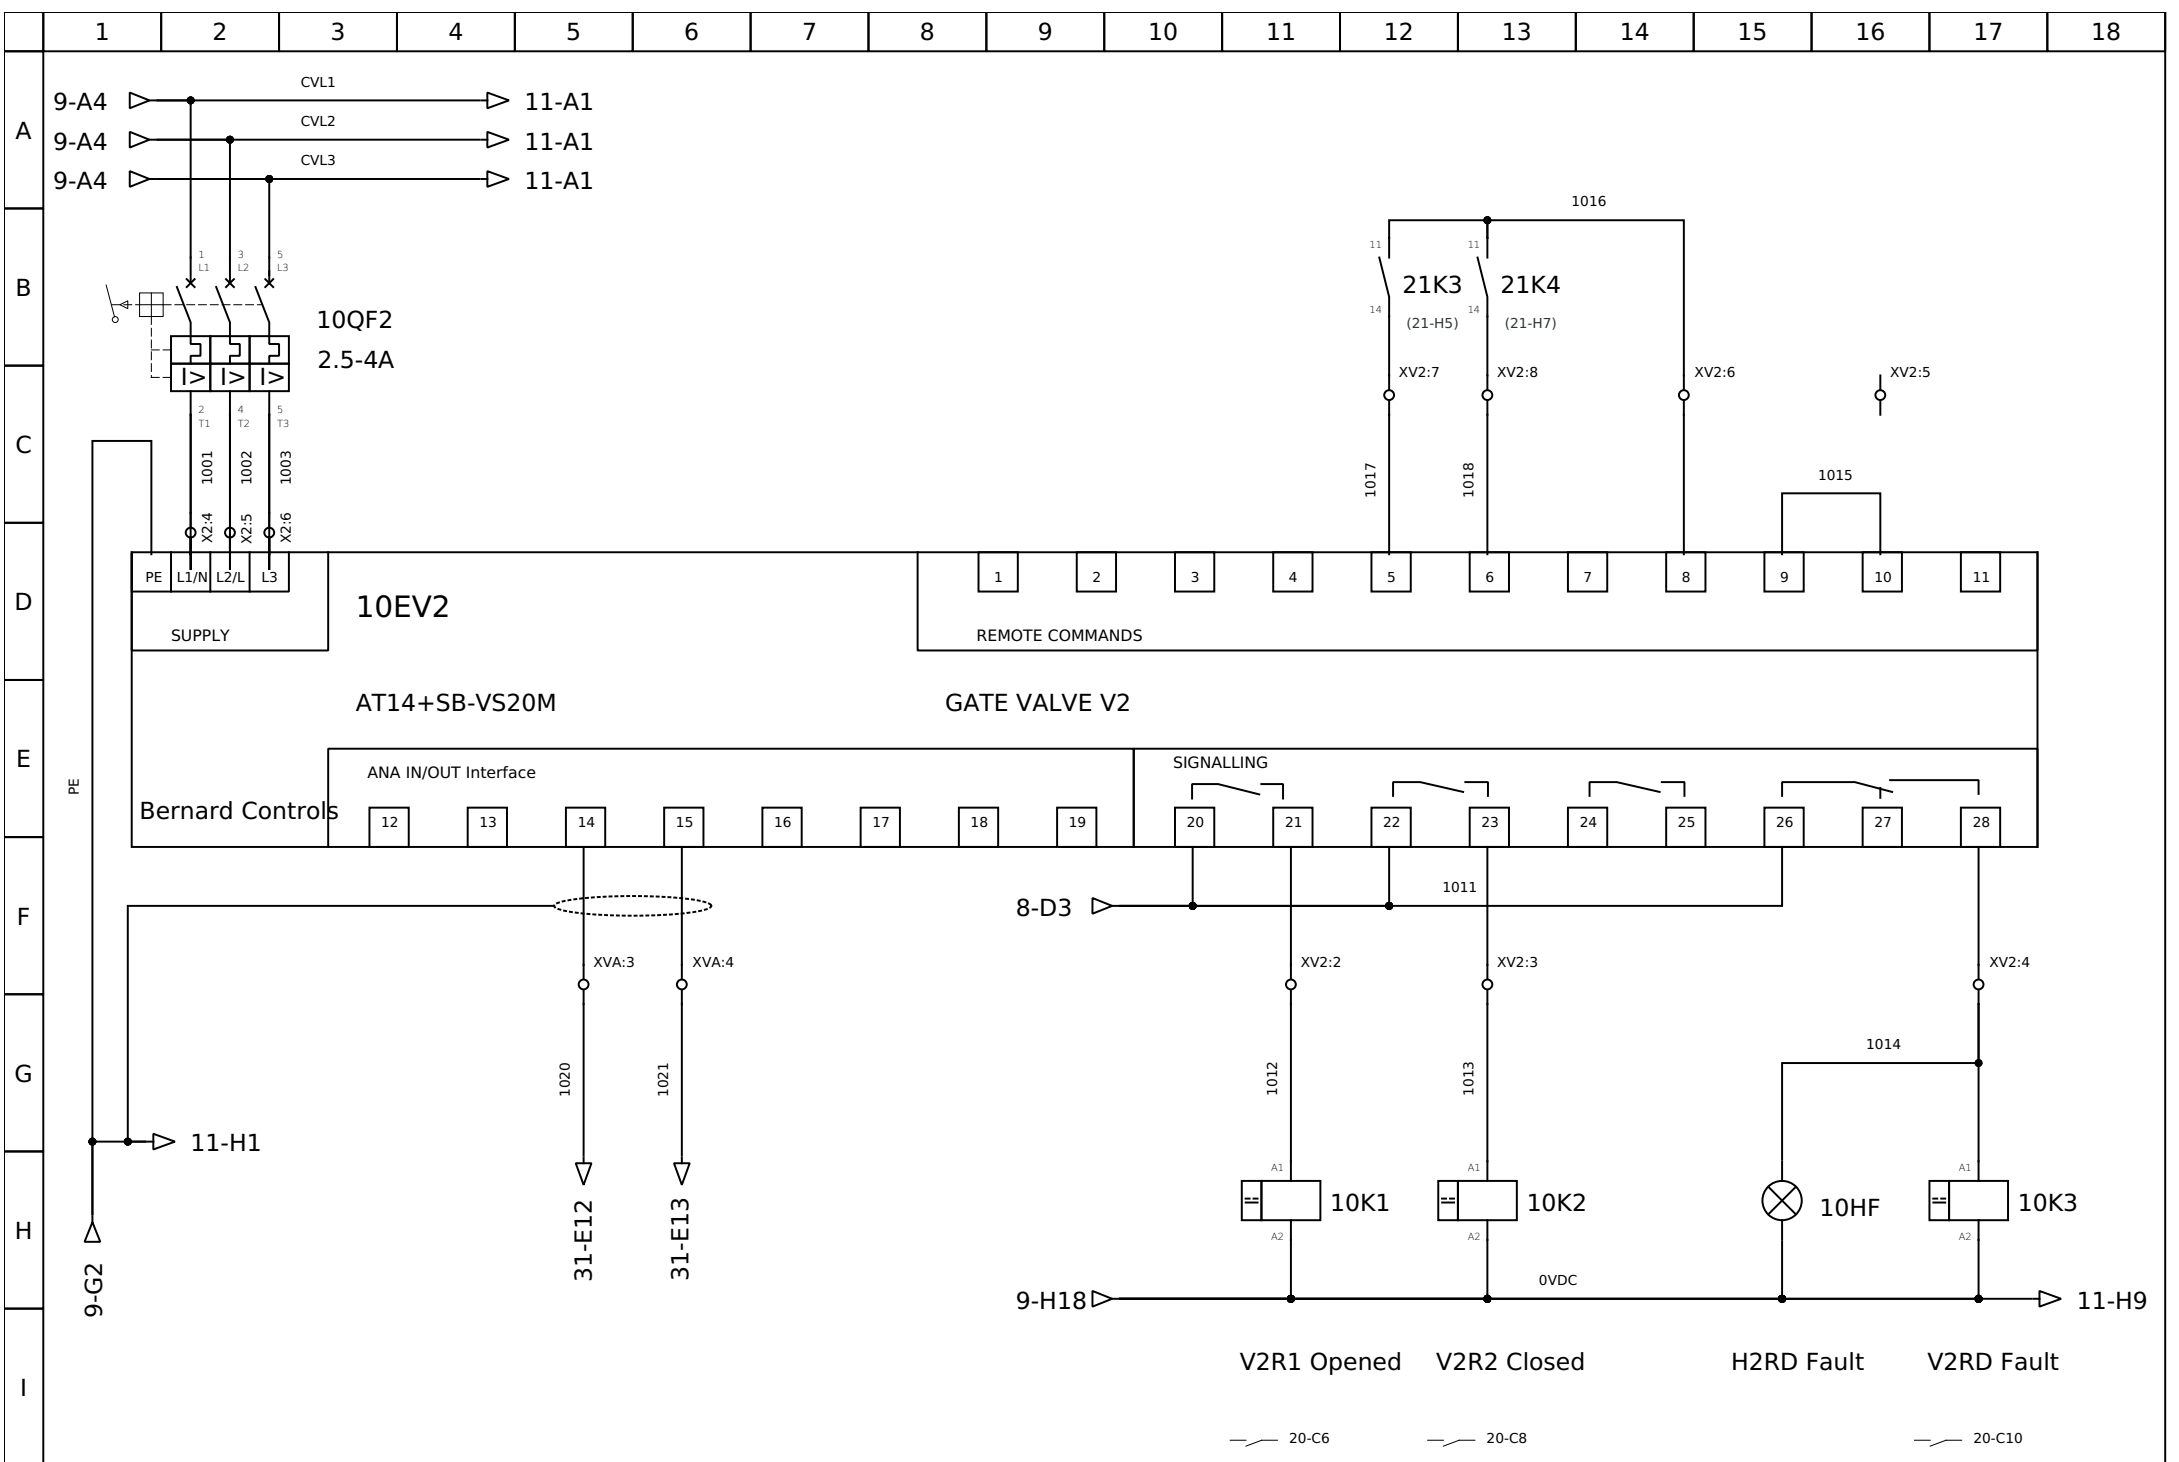 1 2 3 4 5 6 7 8 9 10 11 12 13 14 15 16 17 18
A
B
C
D
E
F
G
H
I
9-A4 CVL1 11-A1
9-A4 CVL2 11-A1
9-A4 CVL3 11-A1
1016
1 3 5
L1 L2 L3
11 11
21K3 21K4
14 14
(21-H5) (21-H7)
10QF2
2.5-4A
I> I> I>
XV2:7 XV2:8 XV2:6 XV2:5
2 4 5
T1 T2 T3
1001 1002 1003
1017 1018
1015
X2:4 X2:5 X2:6
PE L1/N L2/L L3
1 2 3 4 5 6 7 8 9 10 11
10EV2
SUPPLY
REMOTE COMMANDS
AT14+SB-VS20M
GATE VALVE V2
PE
ANA IN/OUT Interface
SIGNALLING
Bernard Controls
12 13 14 15 16 17 18 19 20 21 22 23 24 25 26 27 28
1011
8-D3
XVA:3 XVA:4 XV2:2 XV2:3 XV2:4
1014
1020 1021 1012 1013
11-H1
A1 A1 A1
10K1 10K2 10HF 10K3
A2 A2 A2
31-E12 31-E13
9-G2
0VDC
9-H18 11-H9
V2R1 Opened V2R2 Closed H2RD Fault V2RD Fault
20-C6 20-C8 20-C10